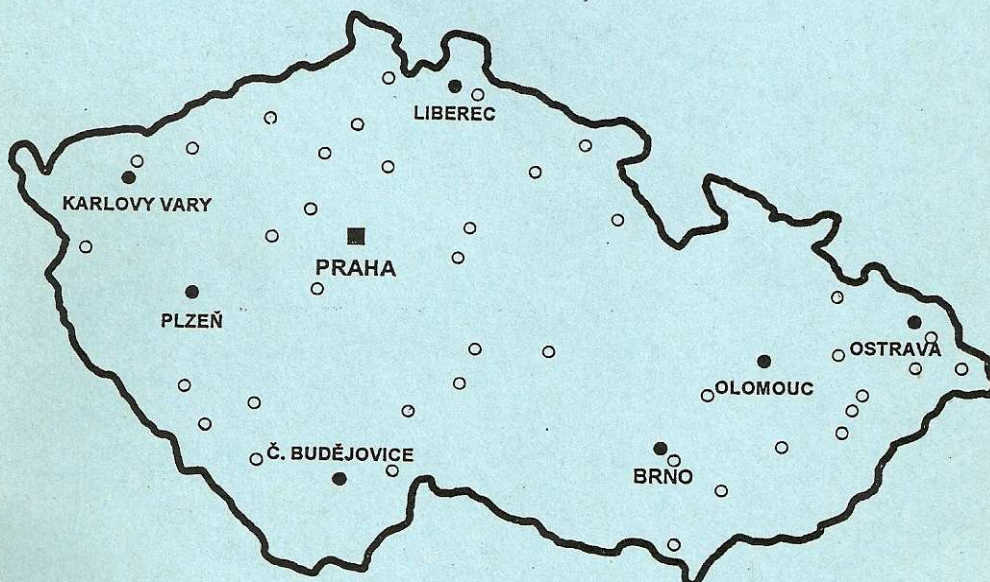 LIBEREC
KARLOVY VARY
PRAHA
PLZEŇ
OSTRAVA
OLOMOUC
Č. BUDĚJOVICE
BRNO